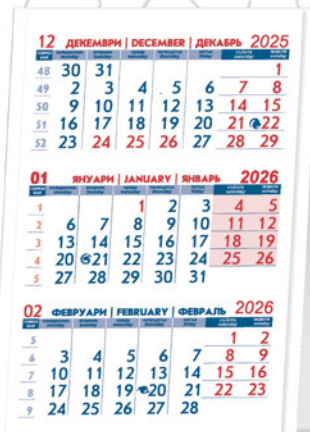 12 ДЕКЕМВРИ | DECEMBER | ДЕКАБРЬ 2025
48 30 31 1
49 2 3 4 5 6 7 8
50 9 10 11 12 13 14 15
51 16 17 18 19 20 21 22
52 23 24 25 26 27 28 29
01 ЯНУАРИ | JANUARY | ЯНВАРЬ 2026
1 1 2 3 4 5
2 6 7 8 9 10 11 12
3 13 14 15 16 17 18 19
4 20 21 22 23 24 25 26
5 27 28 29 30 31
02 ФЕВРУАРИ | FEBRUARY | ФЕВРАЛЬ 2026
5 1 2
6 3 4 5 6 7 8 9
7 10 11 12 13 14 15 16
8 17 18 19 20 21 22 23
9 24 25 26 27 28